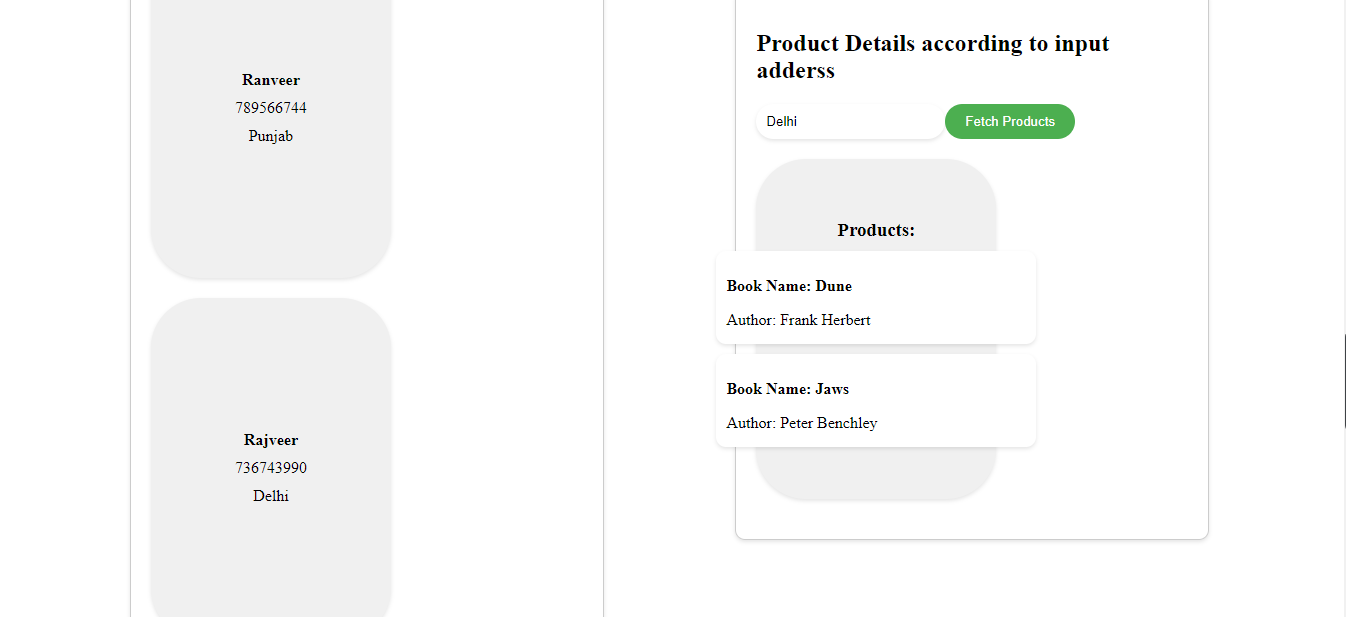 Ranveer
789566744
Punjab
Rajveer
736743990
Delhi
Product Details according to input
adderss
Delhi
Fetch Products
Products:
Book Name: Dune
Author: Frank Herbert
Book Name: Jaws
Author: Peter Benchley